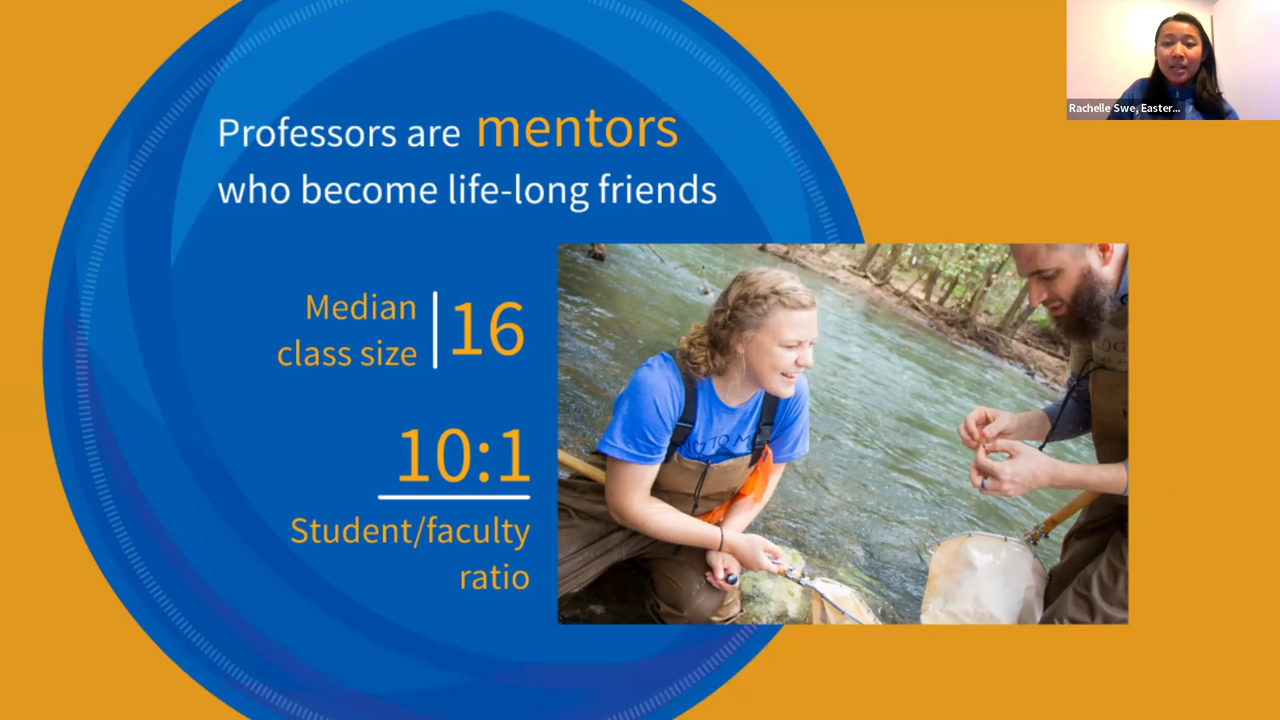 Rachelle Swe, Easter...
Professors are mentors
who become life-long friends
Median
class size
16
10:1
Student/faculty
ratio